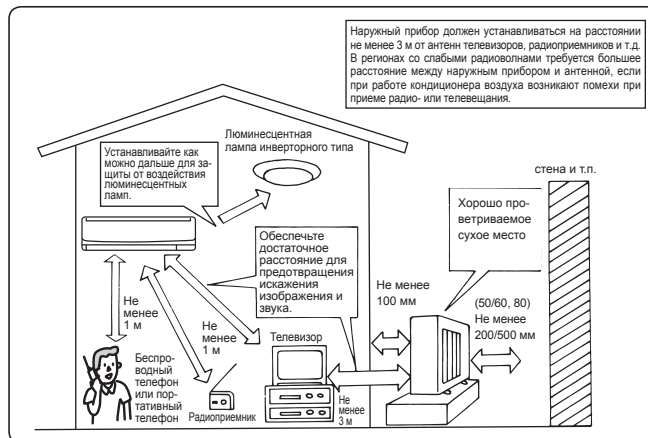 Наружный прибор должен устанавливаться на расстоянии
не менее 3 м от антенн телевизоров, радиоприемников и т.д.
В регионах со слабыми радиоволнами требуется большее
расстояние между наружным прибором и антенной, если
при работе кондиционера воздуха возникают помехи при
приеме радио- или телевещания.
Люминесцентная
лампа инверторного типа
Устанавливайте как
можно дальше для за-
щиты от воздействия
люминесцентных
ламп.
стена и т.п.
Хорошо про-
ветриваемое
сухое место
Обеспечьте
достаточное
расстояние для
предотвращения
искажения
изображения и
звука.
Не менее
100 мм
(50/60, 80)
Не менее
200/500 мм
Не
менее
1 м
Не
менее
1 м
Телевизор
Беспро-
водный
телефон
или пор-
тативный
телефон
Радиоприемник
Не
менее
3 м